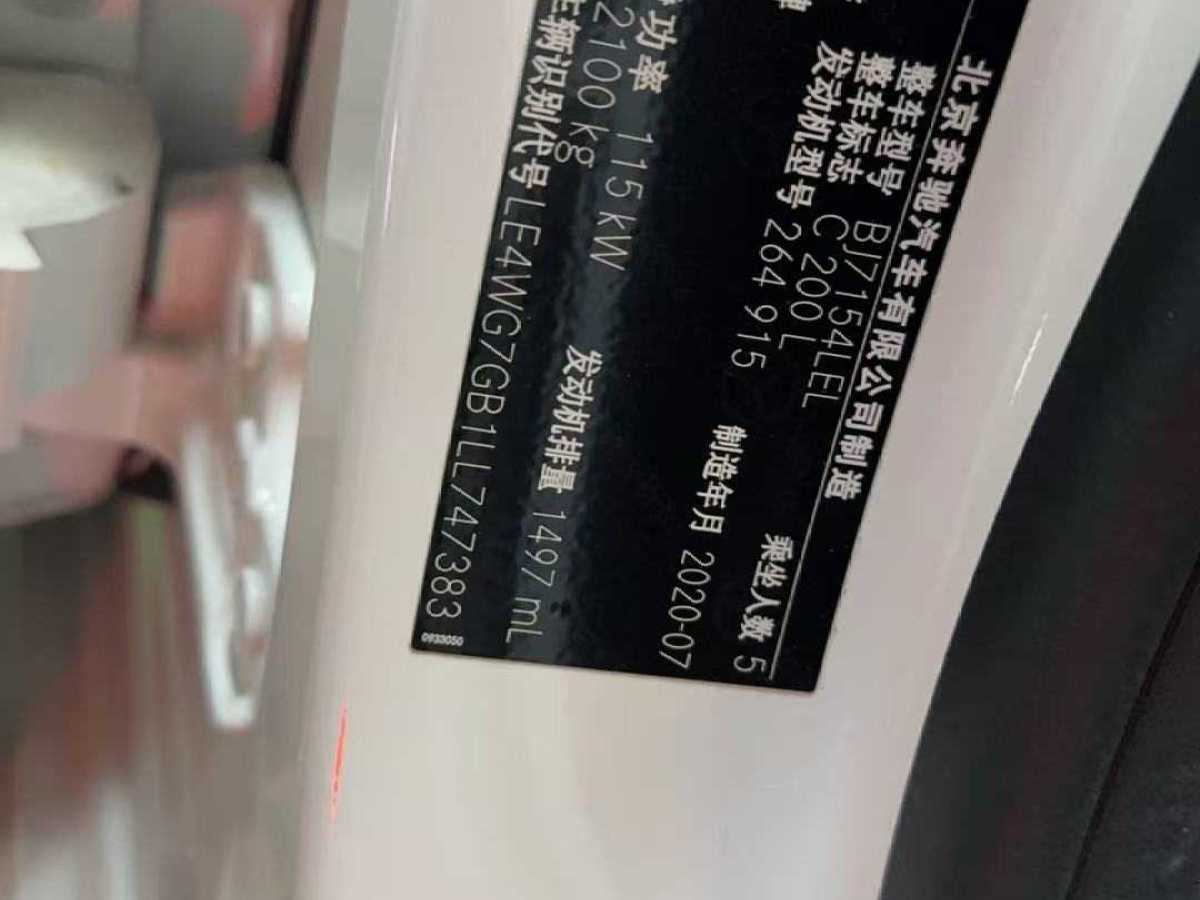 北京奔驰汽车有限公司制造
整车型号 BJ7154LEL
乘坐人数 5
整车标志 C 200 L
发动机型号 264 915
制造年月 2020-07
功率 115 kW
发动机排量 1497 mL
2100 kg
车辆识别代号 LE4WG7GB1LL747383
0933050